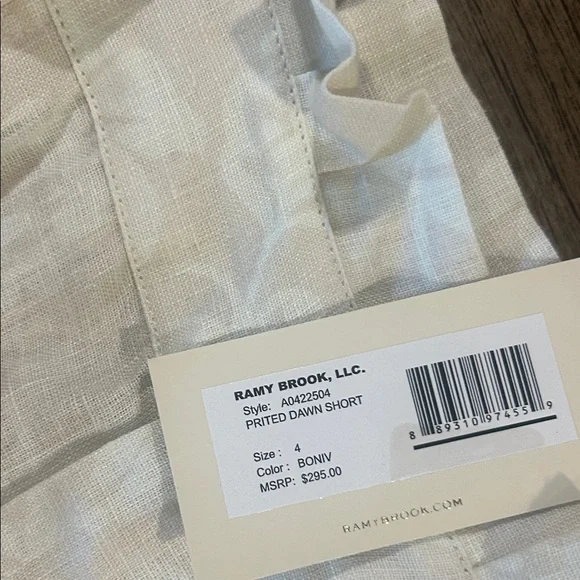 RAMY BROOK, LLC.
Style: A0422504
PRITED DAWN SHORT
Size : 4
Color : BONIV
MSRP: $295.00
8 89310 97455 9
RAMYBROOK.COM